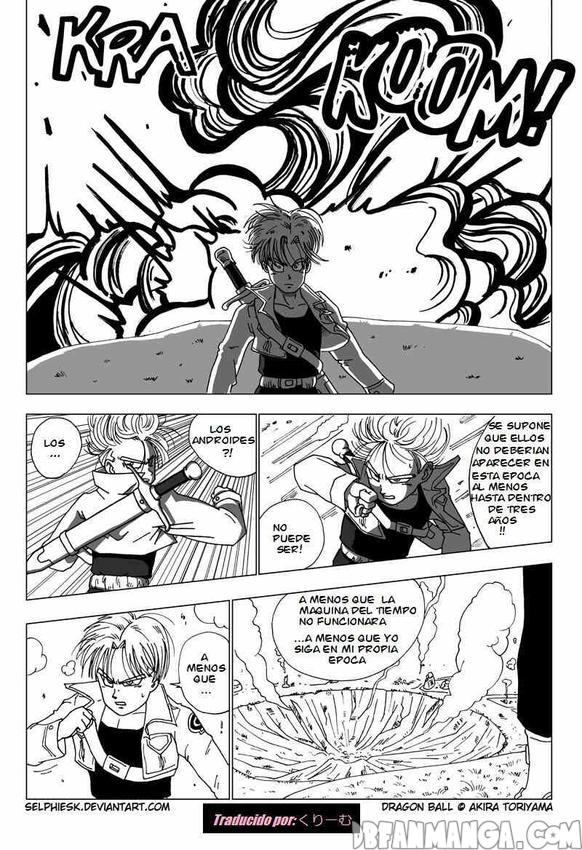 KRA
KOOM!
LOS
...
LOS
ANDROIDES
?!
SE SUPONE
QUE ELLOS
NO DEBERIAN
APARECER EN
ESTA EPOCA
AL MENOS
HASTA DENTRO
DE TRES
AÑOS
!!
NO
PUEDE
SER!
A
MENOS
QUE
...
A MENOS QUE LA
MAQUINA DEL TIEMPO
NO FUNCIONARA
...A MENOS QUE YO
SIGA EN MI PROPIA
EPOCA
SELPHIESK.DEVIANTART.COM
DRAGON BALL © AKIRA TORIYAMA
Traducido por:くりーむ
DBFANMANGA.COM